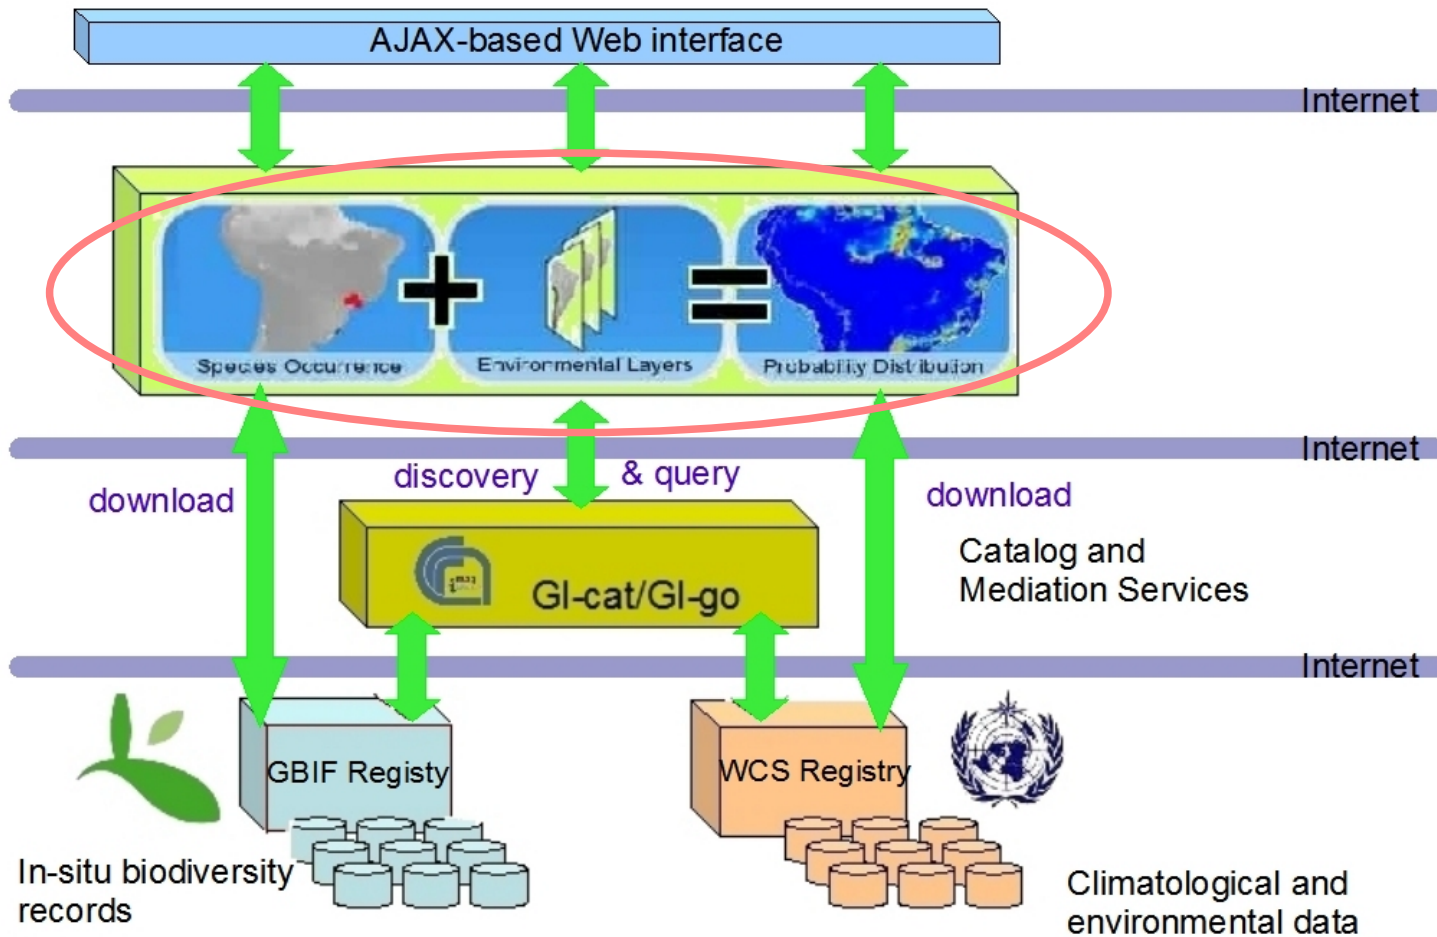 AJAX-based Web interface
Internet
Species Occurrence
Environmental Layers
Probability Distribution
Internet
discovery
& query
download
download
Catalog and
Mediation Services
GI-cat/GI-go
Internet
GBIF Registy
WCS Registry
In-situ biodiversity
records
Climatological and
environmental data